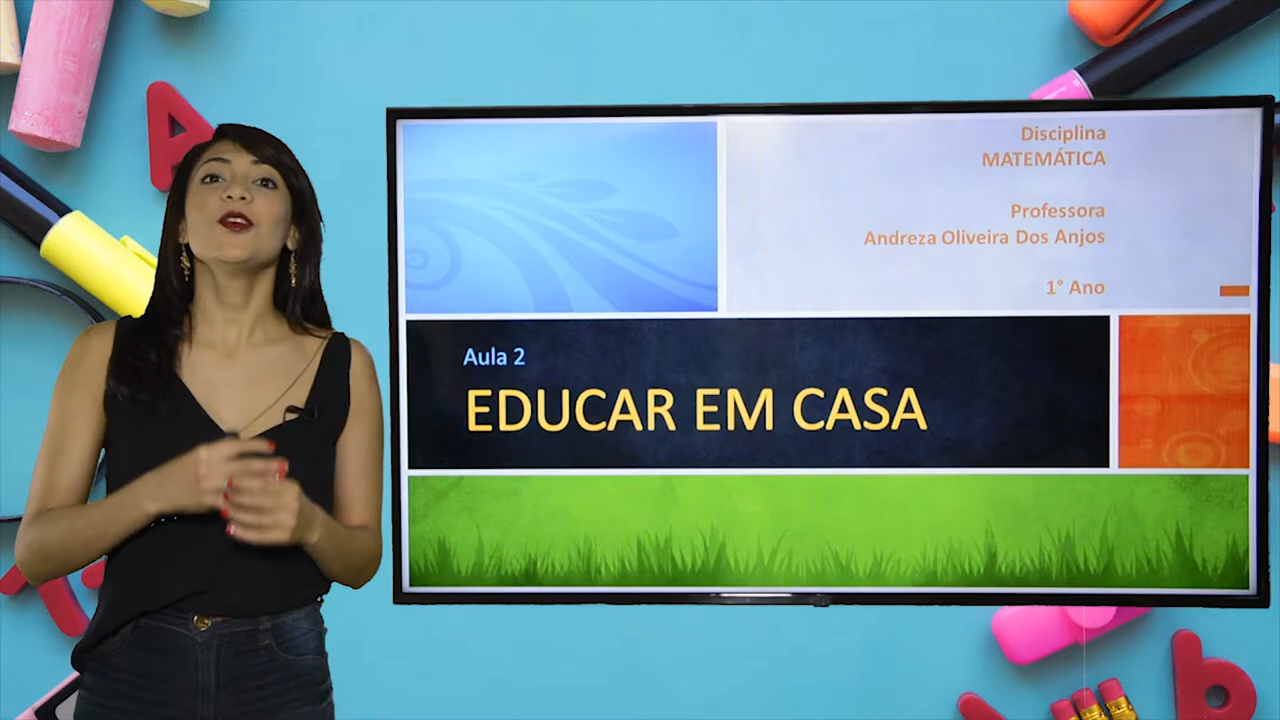 A
Disciplina
MATEMÁTICA
Professora
Andreza Oliveira Dos Anjos
1° Ano
Aula 2
EDUCAR EM CASA
b